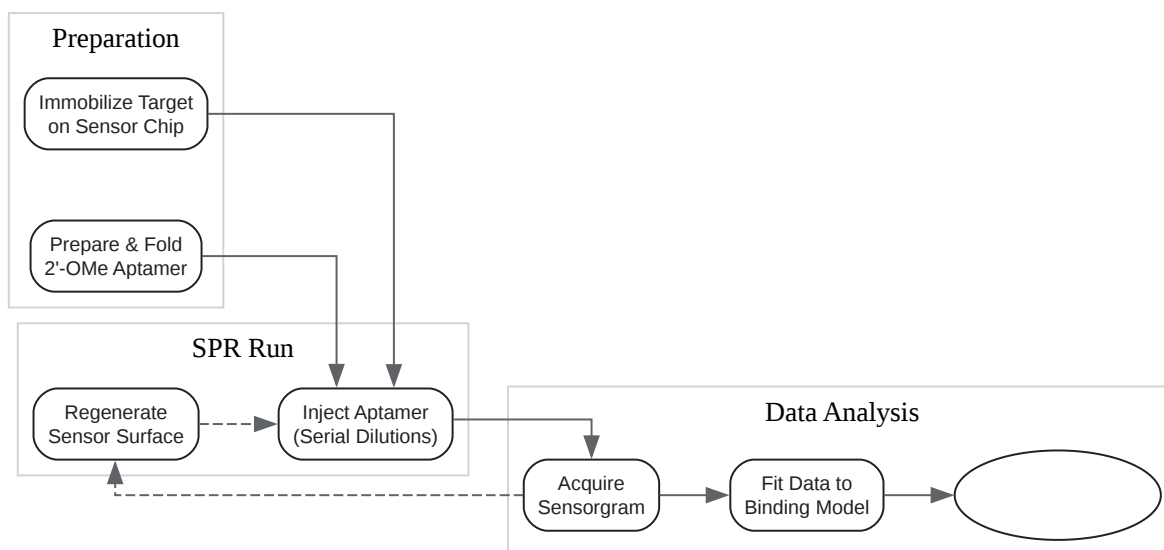 Preparation
Immobilize Target
on Sensor Chip
Prepare & Fold
2'-OMe Aptamer
SPR Run
Regenerate
Sensor Surface
Inject Aptamer
(Serial Dilutions)
Data Analysis
Acquire
Sensorgram
Fit Data to
Binding Model